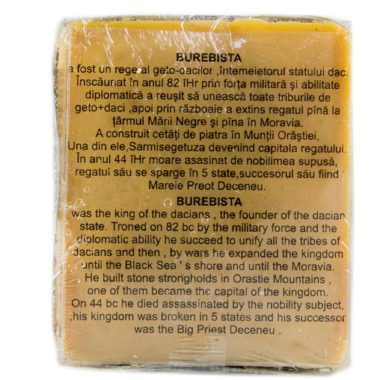 BUREBISTA
a fost un rege al geto-dacilor ,întemeietorul statului dac.
Înscăunat în anul 82 îHr prin forța militară și abilitate
diplomatică a reușit să unească toate triburile de
geto+daci ,apoi prin războaie a extins regatul pînă la
țărmul Mării Negre și pîna în Moravia.
A construit cetăți de piatra în Munții Orăștiei,
Una din ele,Sarmisegetuza devenind capitala regatului.
În anul 44 îHr moare asasinat de nobilimea supusă,
regatul său se sparge în 5 state,succesorul său fiind
Marele Preot Deceneu.
BUREBISTA
was the king of the dacians , the founder of the dacian
state. Troned on 82 bc by the military force and the
diplomatic ability he succeed to unify all the tribes of
dacians and then , by wars he expanded the kingdom
until the Black Sea ' s shore and until the Moravia.
He built stone strongholds in Orastie Mountains ,
one of them became the capital of the kingdom.
On 44 bc he died assassinated by the nobility subject,
,his kingdom was broken in 5 states and his successor
was the Big Priest Deceneu .